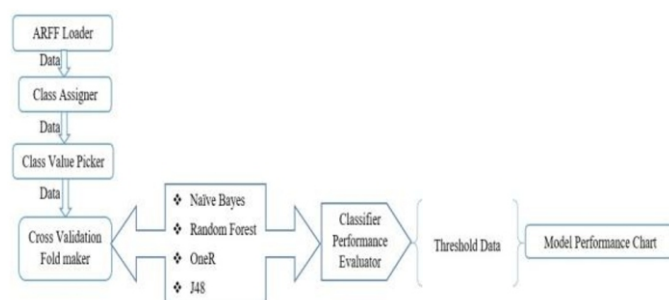 ARFF Loader
Data
Class Assigner
Data
Class Value Picker
Data
Cross Validation
Fold maker
❖ Naïve Bayes
❖ Random Forest
❖ OneR
❖ J48
Classifier
Performance
Evaluator
Threshold Data
Model Performance Chart